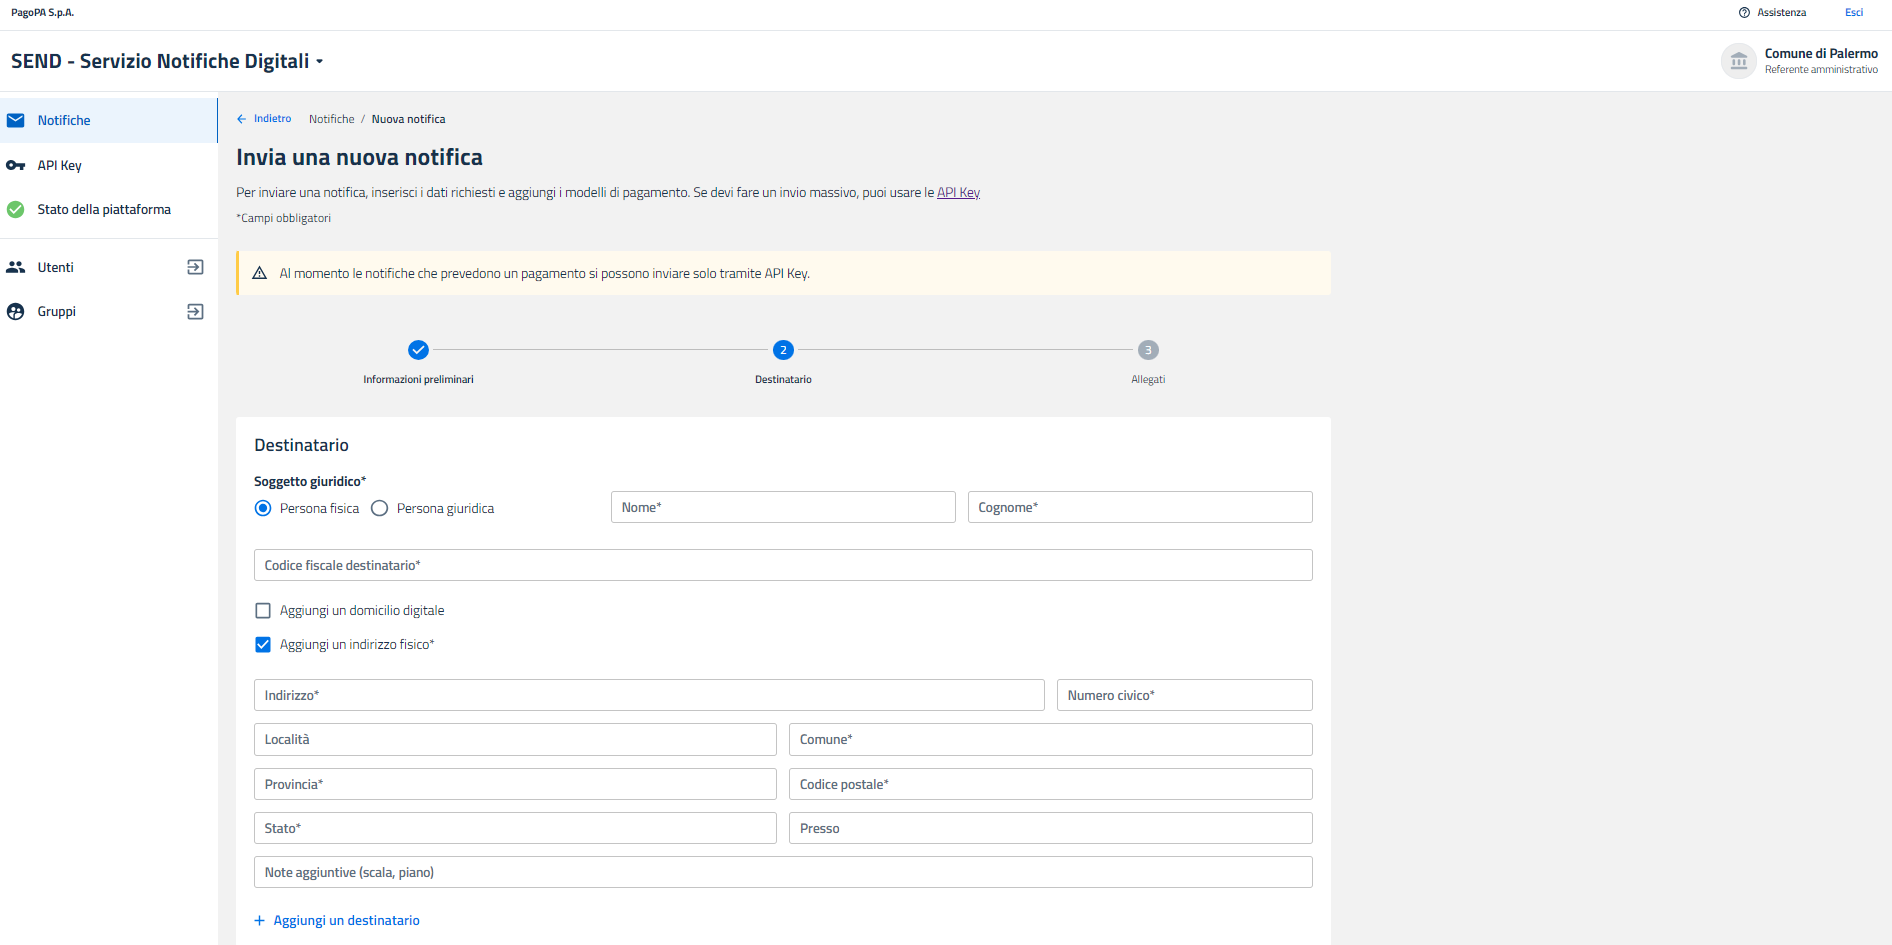 PagoPA S.p.A.
Assistenza
Esci
SEND - Servizio Notifiche Digitali
Comune di Palermo
Referente amministrativo
Notifiche
API Key
Stato della piattaforma
Utenti
Gruppi
Indietro Notifiche / Nuova notifica
Invia una nuova notifica
Per inviare una notifica, inserisci i dati richiesti e aggiungi i modelli di pagamento. Se devi fare un invio massivo, puoi usare le API Key
*Campi obbligatori
Al momento le notifiche che prevedono un pagamento si possono inviare solo tramite API Key.
2
3
Informazioni preliminari
Destinatario
Allegati
Destinatario
Soggetto giuridico*
Persona fisica
Persona giuridica
Nome*
Cognome*
Codice fiscale destinatario*
Aggiungi un domicilio digitale
Aggiungi un indirizzo fisico*
Indirizzo*
Numero civico*
Località
Comune*
Provincia*
Codice postale*
Stato*
Presso
Note aggiuntive (scala, piano)
+ Aggiungi un destinatario